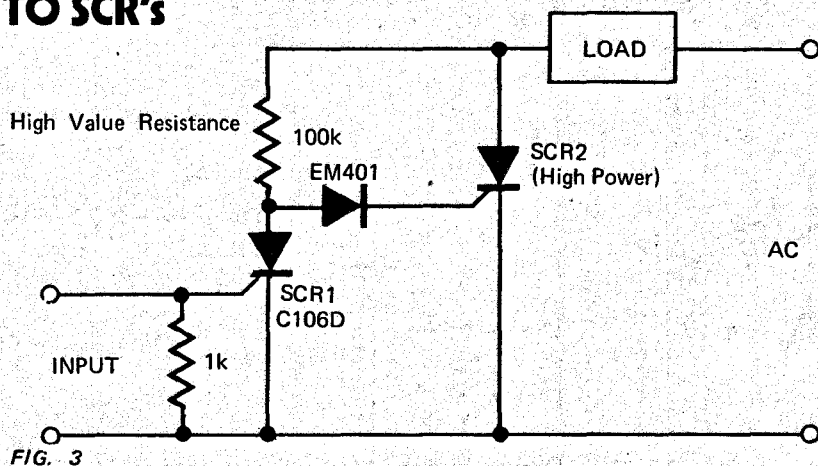 TO SCR's
LOAD
High Value Resistance
100k
EM401
SCR2
(High Power)
AC
SCR1
C106D
INPUT
1k
FIG. 3